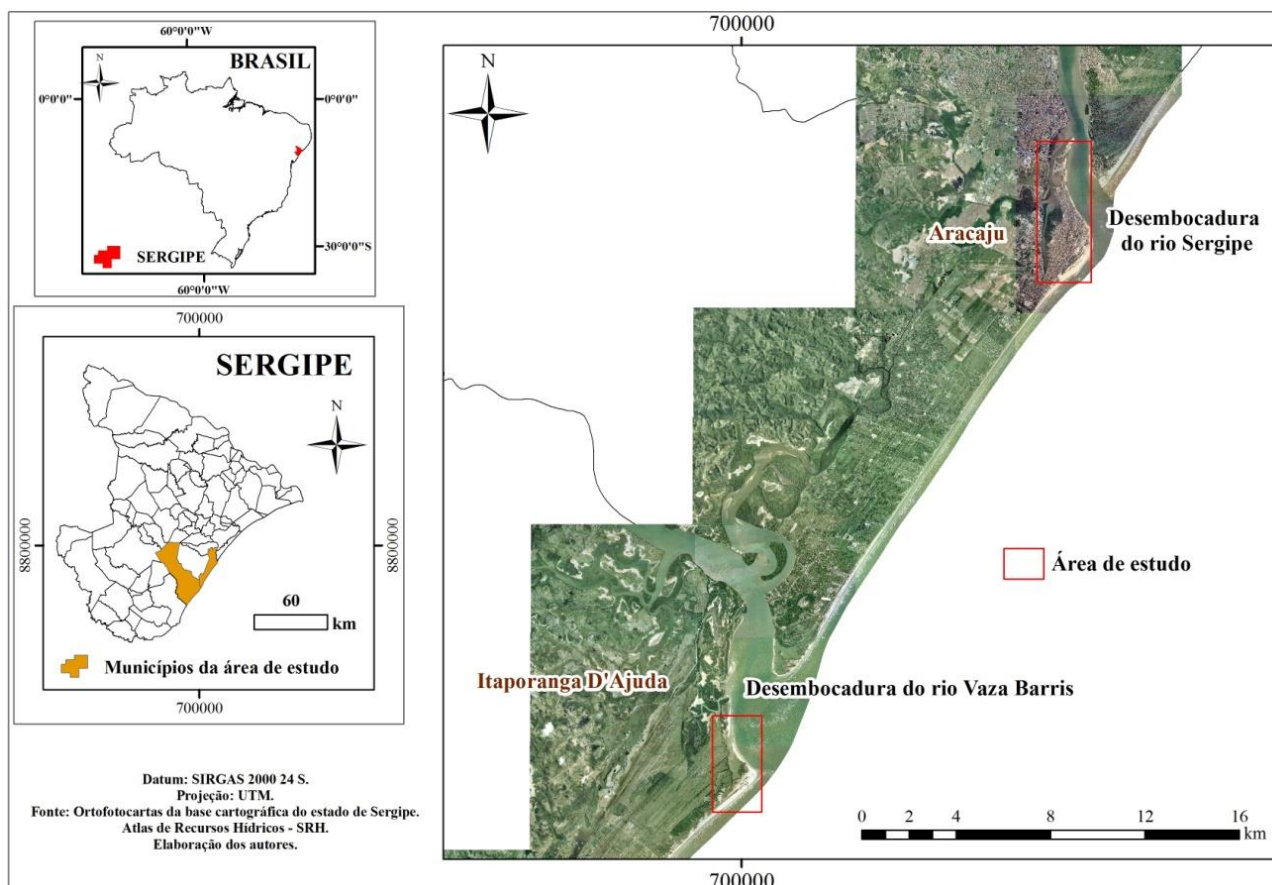 60°0'0"W
BRASIL
N
0°0'0"
0°0'0"
30°0'0"S
SERGIPE
60°0'0"W
700000
SERGIPE
N
8800000
8800000
60
km
Municípios da área de estudo
700000
Datum: SIRGAS 2000 24 S.
Projeção: UTM.
Fonte: Ortofotocartas da base cartográfica do estado de Sergipe.
Atlas de Recursos Hídricos - SRH.
Elaboração dos autores.
700000
N
Aracaju
Desembocadura
do rio Sergipe
Área de estudo
Itaporanga D'Ajuda
Desembocadura do rio Vaza Barris
0 2 4 8 12 16
km
700000